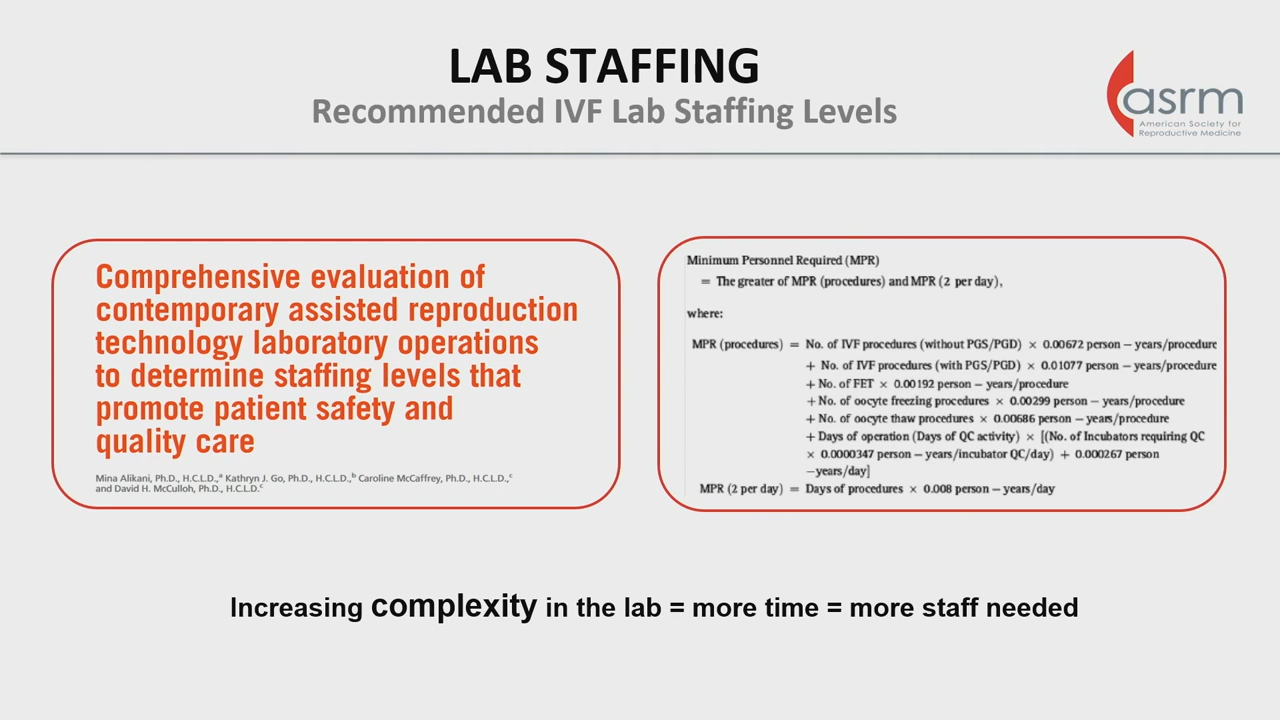 LAB STAFFING
Recommended IVF Lab Staffing Levels
asrm
American Society for
Reproductive Medicine
Comprehensive evaluation of
contemporary assisted reproduction
technology laboratory operations
to determine staffing levels that
promote patient safety and
quality care
Mina Alikani, Ph.D., H.C.L.D.,ᵃ Kathryn J. Go, Ph.D., H.C.L.D.,ᵇ Caroline McCaffrey, Ph.D., H.C.L.D.,ᶜ
and David H. McCulloh, Ph.D., H.C.L.D.ᶜ
Minimum Personnel Required (MPR)
= The greater of MPR (procedures) and MPR (2 per day),
where:
MPR (procedures) = No. of IVF procedures (without PGS/PGD) × 0.00672 person – years/procedure
+ No. of IVF procedures (with PGS/PGD) × 0.01077 person – years/procedure
+ No. of FET × 0.00192 person – years/procedure
+ No. of oocyte freezing procedures × 0.00299 person – years/procedure
+ No. of oocyte thaw procedures × 0.00686 person – years/procedure
+ Days of operation (Days of QC activity) × [(No. of Incubators requiring QC
× 0.0000347 person – years/incubator QC/day) + 0.000267 person
–years/day]
MPR (2 per day) = Days of procedures × 0.008 person – years/day
Increasing complexity in the lab = more time = more staff needed